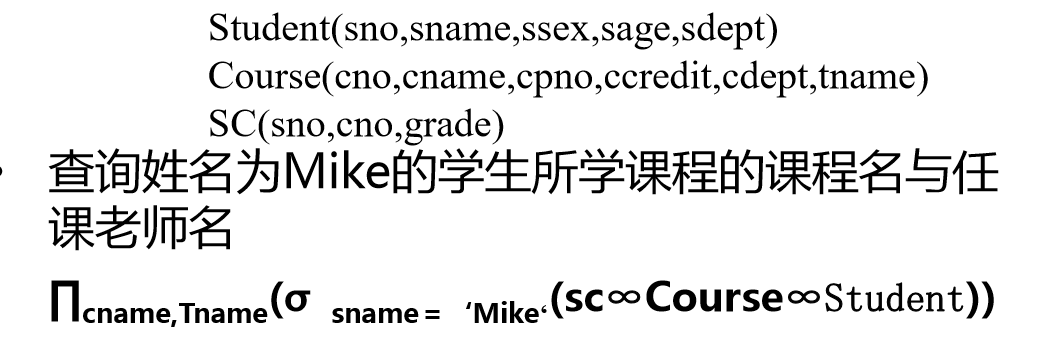 Student(sno,sname,ssex,sage,sdept)
Course(cno,cname,cpno,ccredit,cdept,tname)
SC(sno,cno,grade)
• 查询姓名为Mike的学生所学课程的课程名与任
课老师名
∏cname,Tname(σ sname = ‘Mike‘(sc∞Course∞Student))